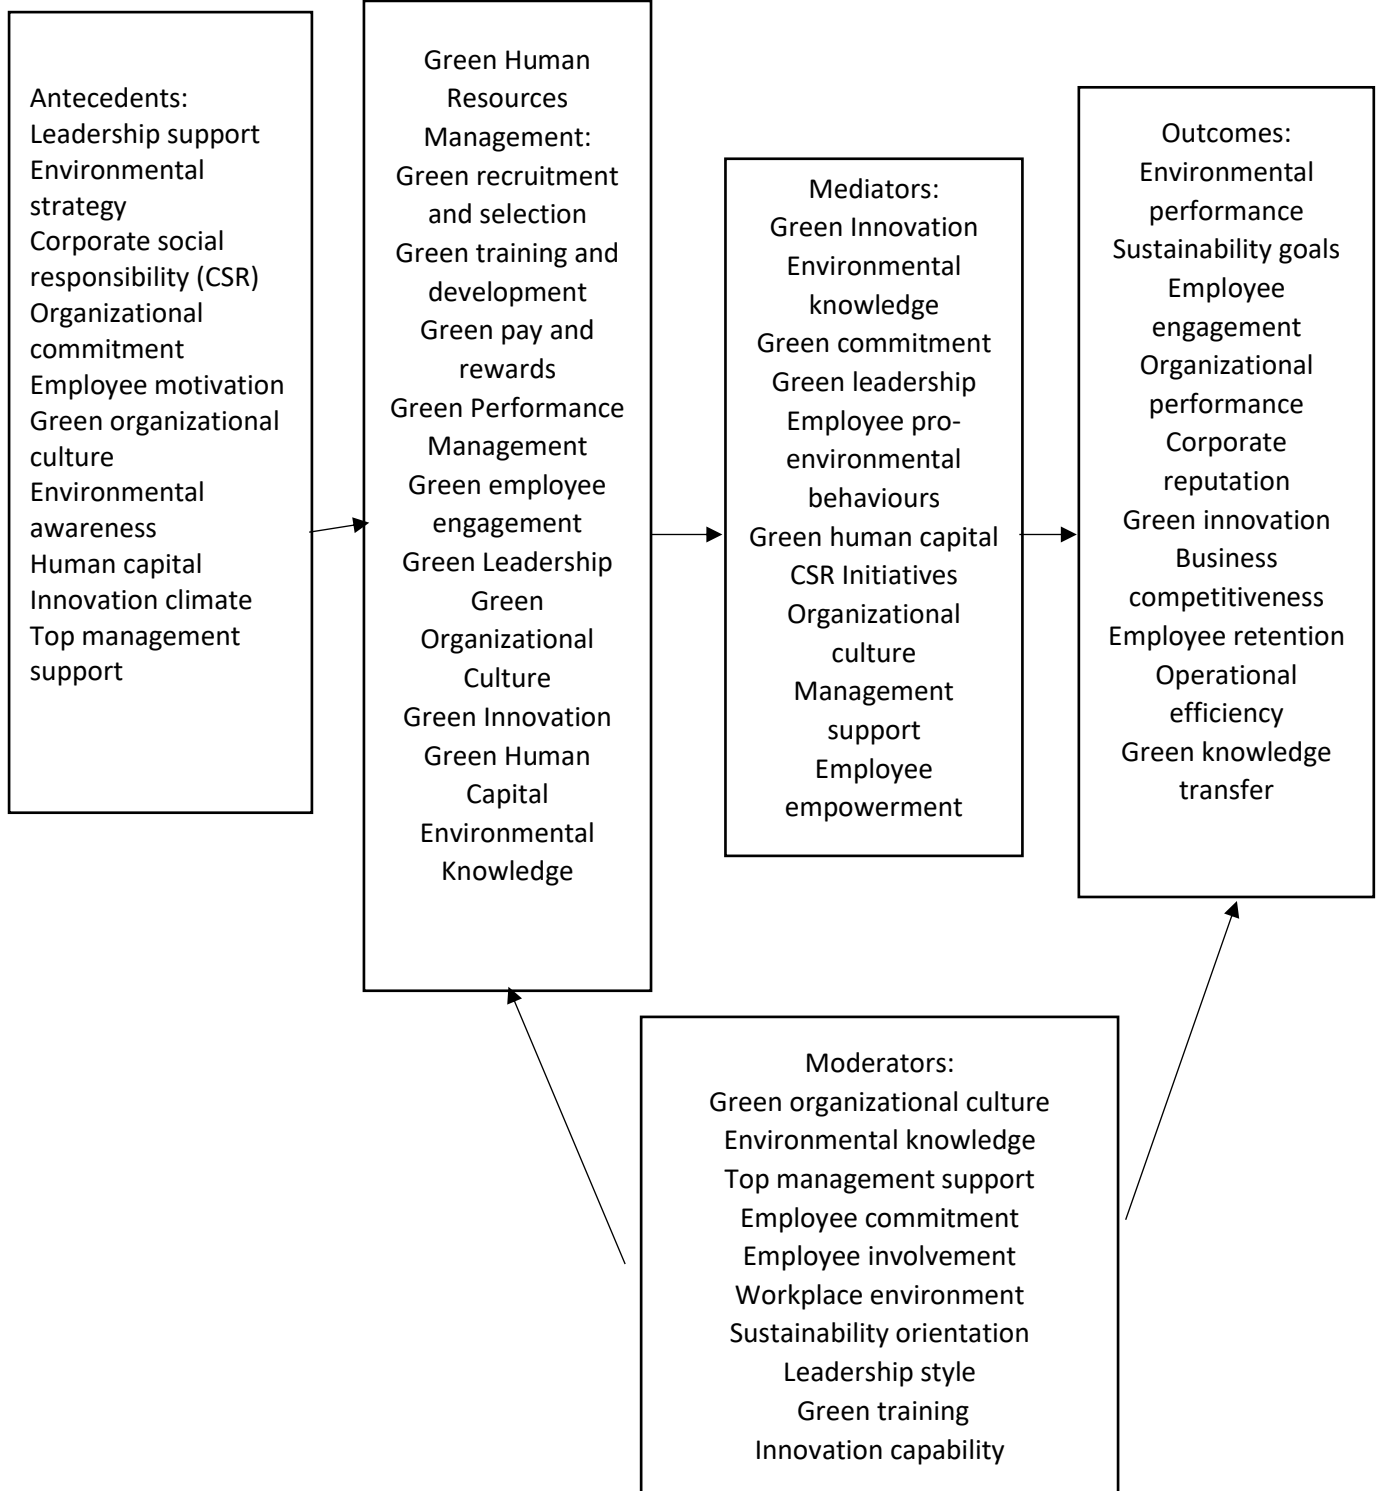 Antecedents:
Leadership support
Environmental
strategy
Corporate social
responsibility (CSR)
Organizational
commitment
Employee motivation
Green organizational
culture
Environmental
awareness
Human capital
Innovation climate
Top management
support
Green Human
Resources
Management:
Green recruitment
and selection
Green training and
development
Green pay and
rewards
Green Performance
Management
Green employee
engagement
Green Leadership
Green
Organizational
Culture
Green Innovation
Green Human
Capital
Environmental
Knowledge
Mediators:
Green Innovation
Environmental
knowledge
Green commitment
Green leadership
Employee pro-
environmental
behaviours
Green human capital
CSR Initiatives
Organizational
culture
Management
support
Employee
empowerment
Outcomes:
Environmental
performance
Sustainability goals
Employee
engagement
Organizational
performance
Corporate
reputation
Green innovation
Business
competitiveness
Employee retention
Operational
efficiency
Green knowledge
transfer
Moderators:
Green organizational culture
Environmental knowledge
Top management support
Employee commitment
Employee involvement
Workplace environment
Sustainability orientation
Leadership style
Green training
Innovation capability